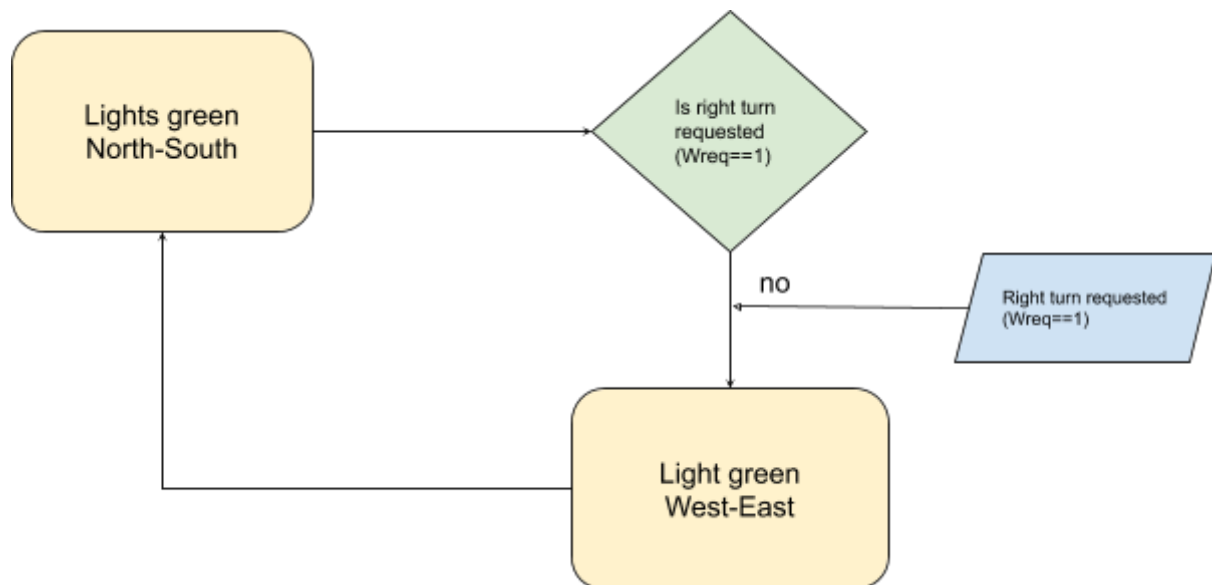 Lights green
North-South
Is right turn
requested
(Wreq==1)
no
Right turn requested
(Wreq==1)
Light green
West-East